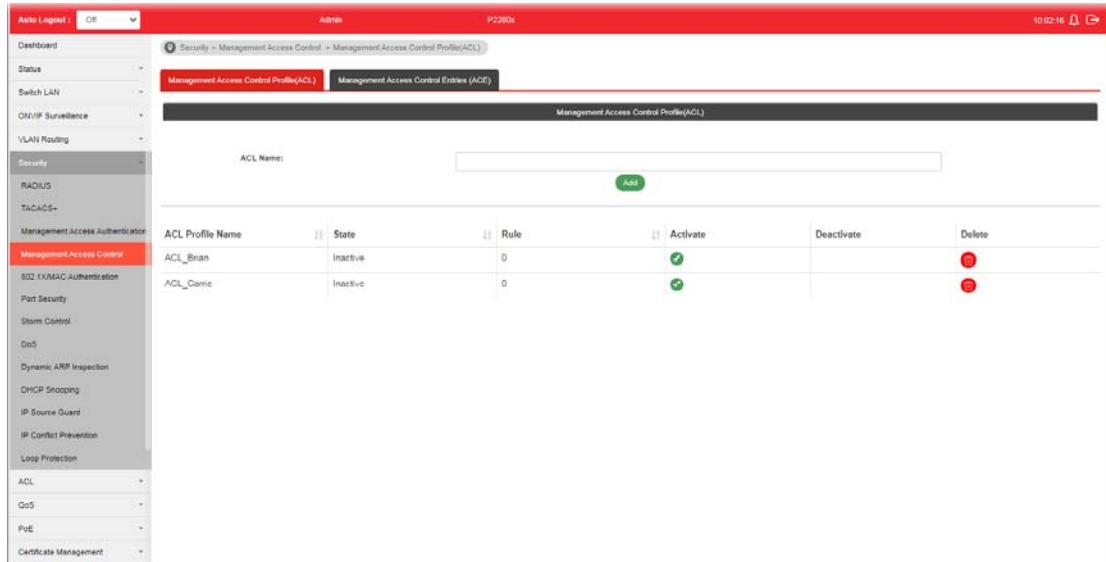 Auto Logout : Off Admin P2280x 10:02:16
Dashboard
Status
Switch LAN
ONVIF Surveillance
VLAN Routing
Security
RADIUS
TACACS+
Management Access Authentication
Management Access Control
802.1X/MAC Authentication
Port Security
Storm Control
DoS
Dynamic ARP Inspection
DHCP Snooping
IP Source Guard
IP Conflict Prevention
Loop Protection
ACL
QoS
PoE
Certificate Management
Security > Management Access Control > Management Access Control Profile(ACL)
Management Access Control Profile(ACL) Management Access Control Entries (ACE)
Management Access Control Profile(ACL)
ACL Name:
Add
ACL Profile Name State Rule Activate Deactivate Delete
ACL_Brian Inactive 0
ACL_Carrie Inactive 0